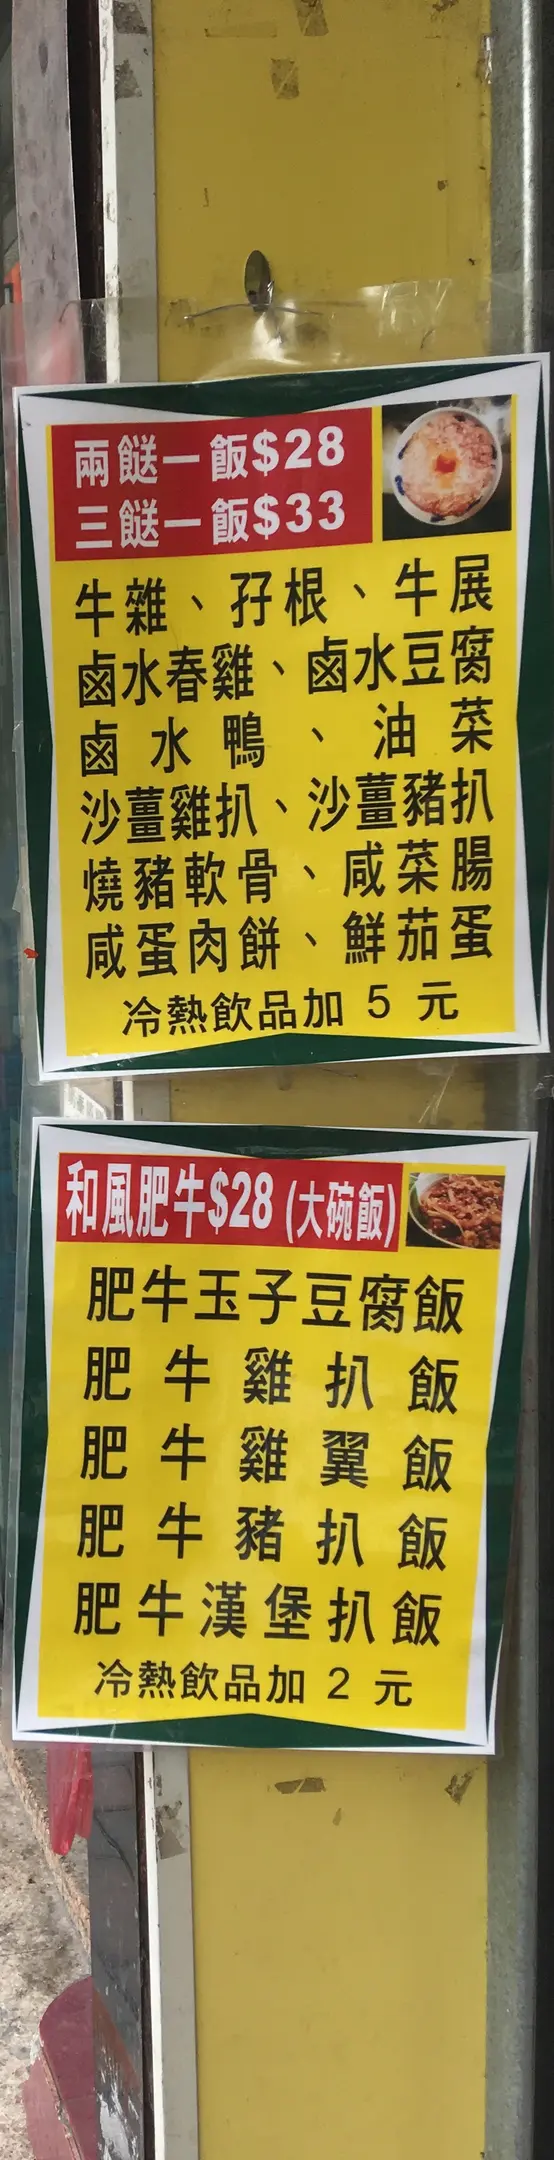 兩餸一飯$28
三餸一飯$33
牛雜、孖根、牛展
鹵水春雞、鹵水豆腐
鹵水鴨、油菜
沙薑雞扒、沙薑豬扒
燒豬軟骨、咸菜腸
咸蛋肉餅、鮮茄蛋
冷熱飲品加5元
和風肥牛$28 (大碗飯)
肥牛玉子豆腐飯
肥牛雞扒飯
肥牛雞翼飯
肥牛豬扒飯
肥牛漢堡扒飯
冷熱飲品加2元